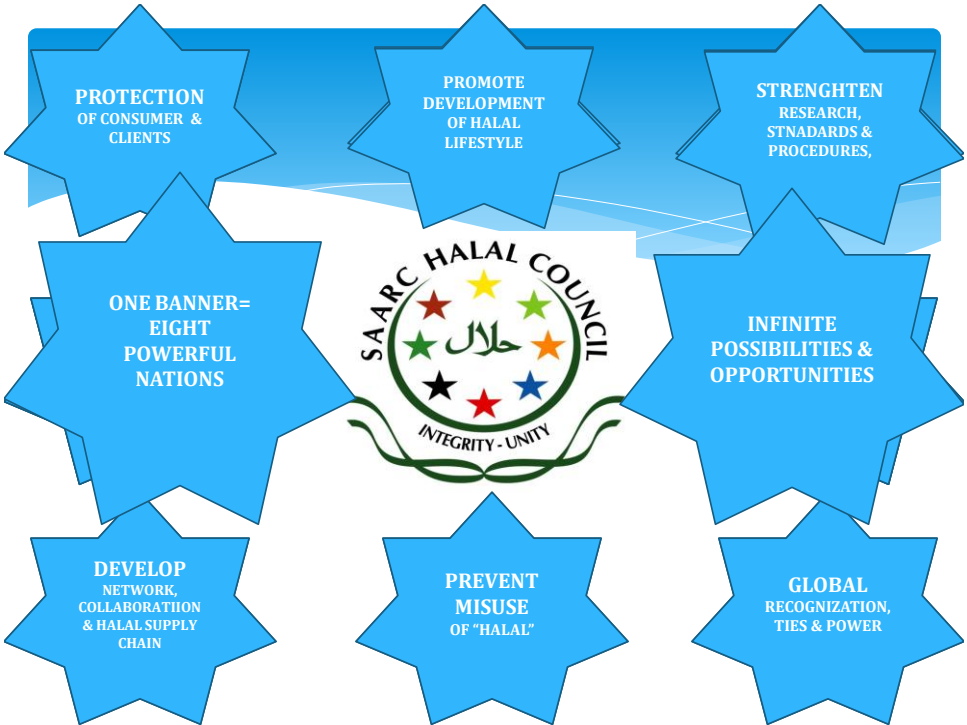 PROTECTION
OF CONSUMER &
CLIENTS
PROMOTE
DEVELOPMENT
OF HALAL
LIFESTYLE
STRENGHTEN
RESEARCH,
STNADARDS &
PROCEDURES,
ONE BANNER=
EIGHT
POWERFUL
NATIONS
SAARC HALAL COUNCIL
حلال
INTEGRITY - UNITY
INFINITE
POSSIBILITIES &
OPPORTUNITIES
DEVELOP
NETWORK,
COLLABORATIION
& HALAL SUPPLY
CHAIN
PREVENT
MISUSE
OF “HALAL”
GLOBAL
RECOGNIZATION,
TIES & POWER